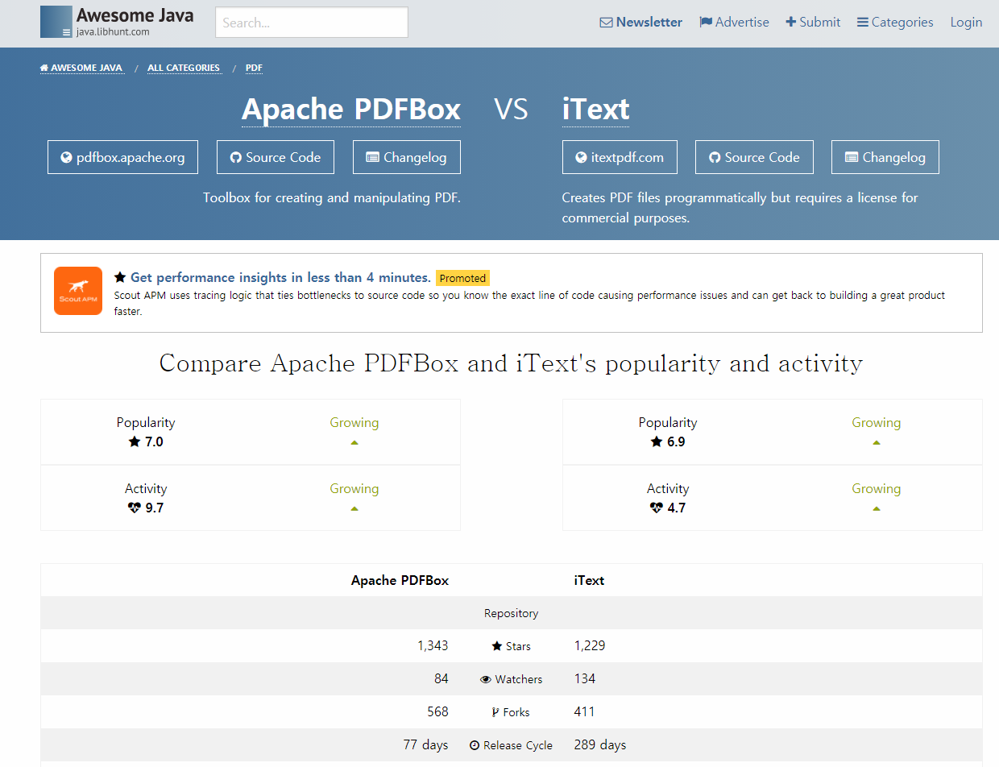 Awesome Java
java.libhunt.com
Search...
Newsletter Advertise Submit Categories Login
AWESOME JAVA / ALL CATEGORIES / PDF
Apache PDFBox VS iText
pdfbox.apache.org Source Code Changelog itextpdf.com Source Code Changelog
Toolbox for creating and manipulating PDF.
Creates PDF files programmatically but requires a license for
commercial purposes.
Scout APM
Get performance insights in less than 4 minutes. Promoted
Scout APM uses tracing logic that ties bottlenecks to source code so you know the exact line of code causing performance issues and can get back to building a great product
faster.
Compare Apache PDFBox and iText's popularity and activity
Popularity Growing Popularity Growing
7.0 6.9
Activity Growing Activity Growing
9.7 4.7
Apache PDFBox iText
Repository
1,343 Stars 1,229
84 Watchers 134
568 Forks 411
77 days Release Cycle 289 days